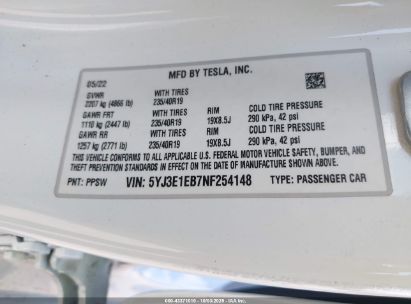 MFD BY TESLA, INC.
05/22
GVWR WITH TIRES
2207 kg (4866 lb) 235/40R19
GAWR FRT WITH TIRES RIM COLD TIRE PRESSURE
1110 kg (2447 lb) 235/40R19 19X8.5J 290 kPa, 42 psi
GAWR RR WITH TIRES RIM COLD TIRE PRESSURE
1257 kg (2771 lb) 235/40R19 19X8.5J 290 kPa, 42 psi
THIS VEHICLE CONFORMS TO ALL APPLICABLE U.S. FEDERAL MOTOR VEHICLE SAFETY, BUMPER, AND
THEFT PREVENTION STANDARDS IN EFFECT ON THE DATE OF MANUFACTURE SHOWN ABOVE.
PNT: PPSW VIN: 5YJ3E1EB7NF254148 TYPE: PASSENGER CAR